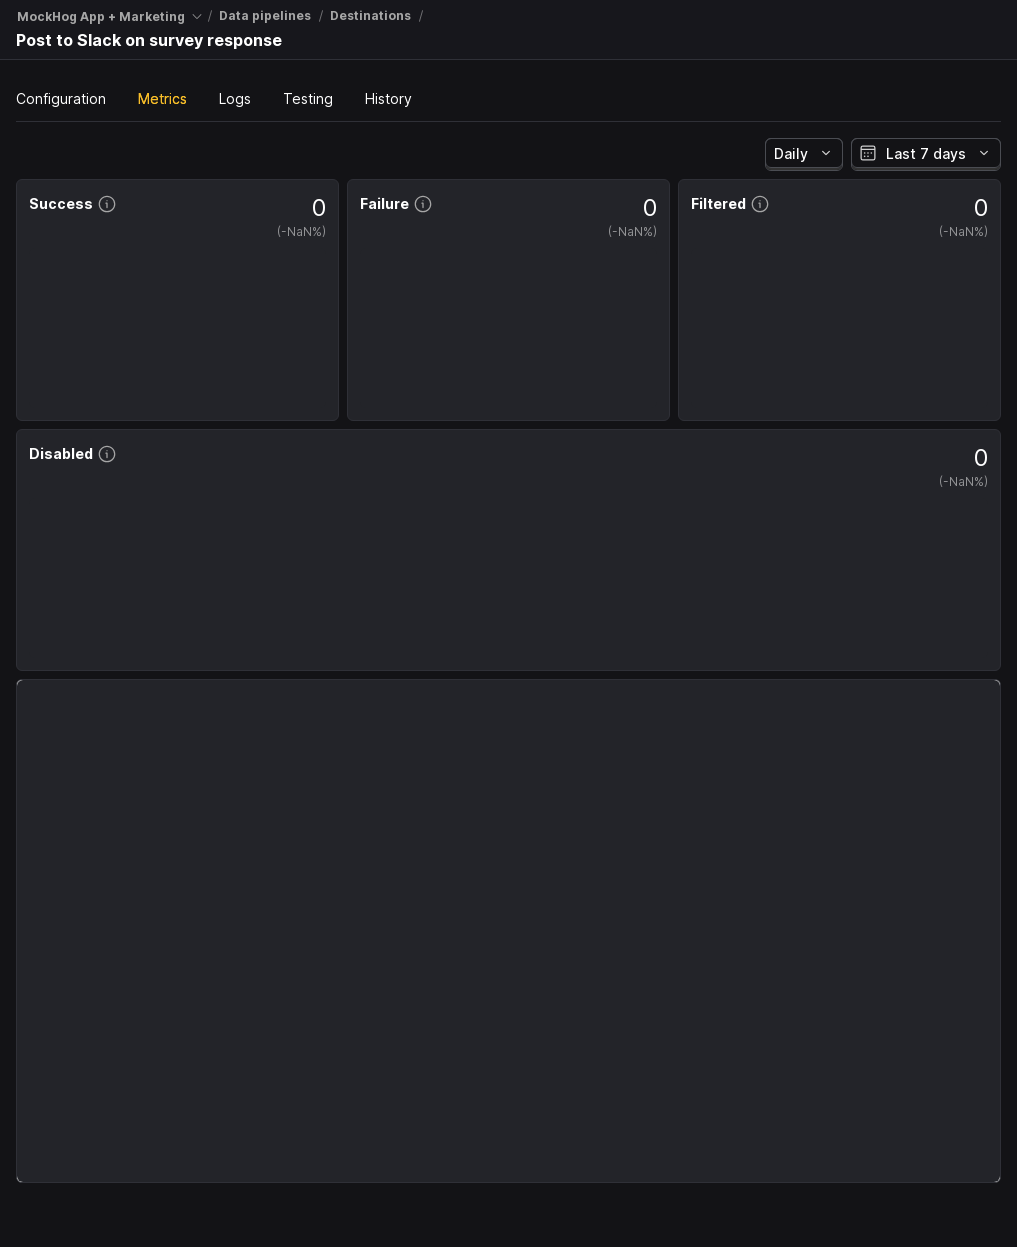 MockHog App + Marketing / Data pipelines / Destinations /
Post to Slack on survey response
Configuration Metrics Logs Testing History
Daily Last 7 days
Success 0
(-NaN%)
Failure 0
(-NaN%)
Filtered 0
(-NaN%)
Disabled 0
(-NaN%)